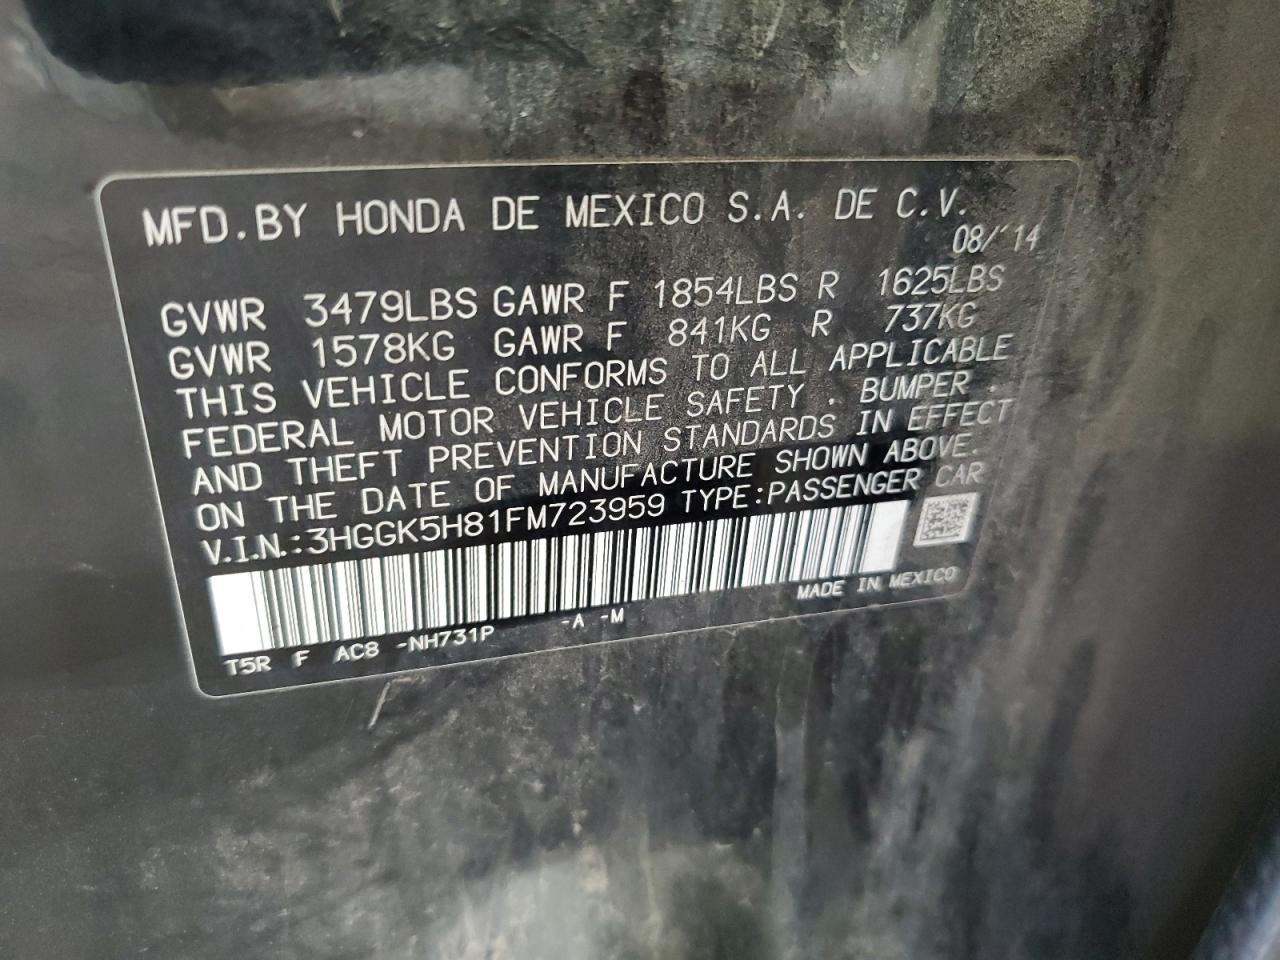 MFD.BY HONDA DE MEXICO S.A. DE C.V.
08/'14
GVWR 3479LBS GAWR F 1854LBS R 1625LBS
GVWR 1578KG GAWR F 841KG R 737KG
THIS VEHICLE CONFORMS TO ALL APPLICABLE
FEDERAL MOTOR VEHICLE SAFETY , BUMPER ,
AND THEFT PREVENTION STANDARDS IN EFFECT
ON THE DATE OF MANUFACTURE SHOWN ABOVE.
V.I.N.:3HGGK5H81FM723959 TYPE:PASSENGER CAR
MADE IN MEXICO
T5R F AC8 -NH731P -A -M